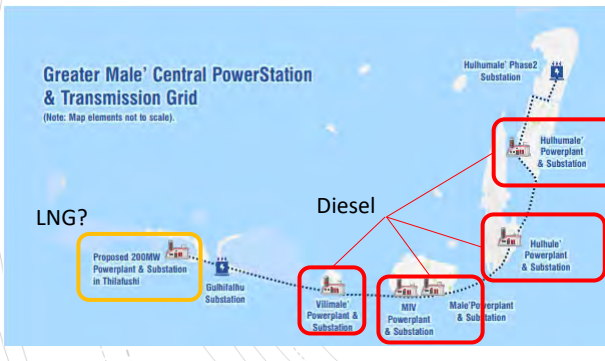 Greater Male' Central PowerStation
& Transmission Grid
(Note: Map elements not to scale).
Hulhumale' Phase2
Substation
Hulhumale'
Powerplant
& Substation
LNG?
Diesel
Proposed 200MW
Powerplant & Substation
in Thilafushi
Gulhifalhu
Substation
Vilimale'
Powerplant &
Substation
MIV
Powerplant
& Substation
Male'Powerplant
& Substation
Hulhule'
Powerplant
& Substation